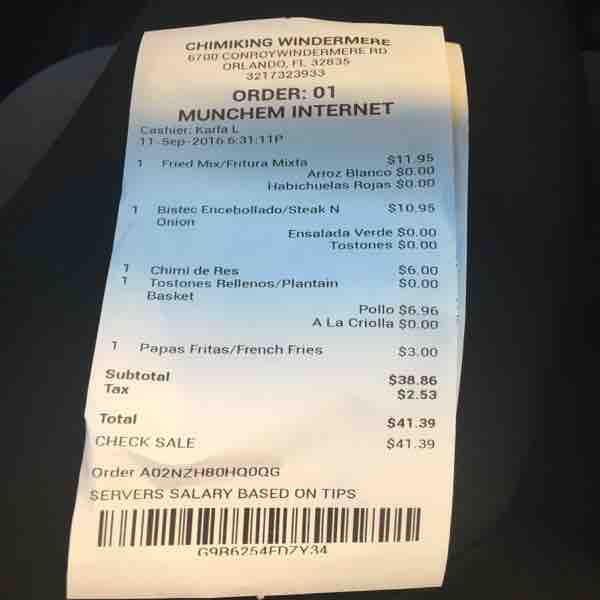 CHIMIKING WINDERMERE
6700 CONROYWINDERMERE RD
ORLANDO, FL 32835
3217323933
ORDER: 01
MUNCHEM INTERNET
Cashier: Karla L
11-Sep-2016 6:31:11P
1 Fried Mix/Fritura Mixta $11.95
Arroz Blanco $0.00
Habichuelas Rojas $0.00
1 Bistec Encebollado/Steak N $10.95
Onion
Ensalada Verde $0.00
Tostones $0.00
1 Chimi de Res $6.00
1 Tostones Rellenos/Plantain $0.00
Basket
Pollo $6.96
A La Criolla $0.00
1 Papas Fritas/French Fries $3.00
Subtotal $38.86
Tax $2.53
Total $41.39
CHECK SALE $41.39
Order A02NZH80HQ0QG
SERVERS SALARY BASED ON TIPS
G9R6254FDZY34